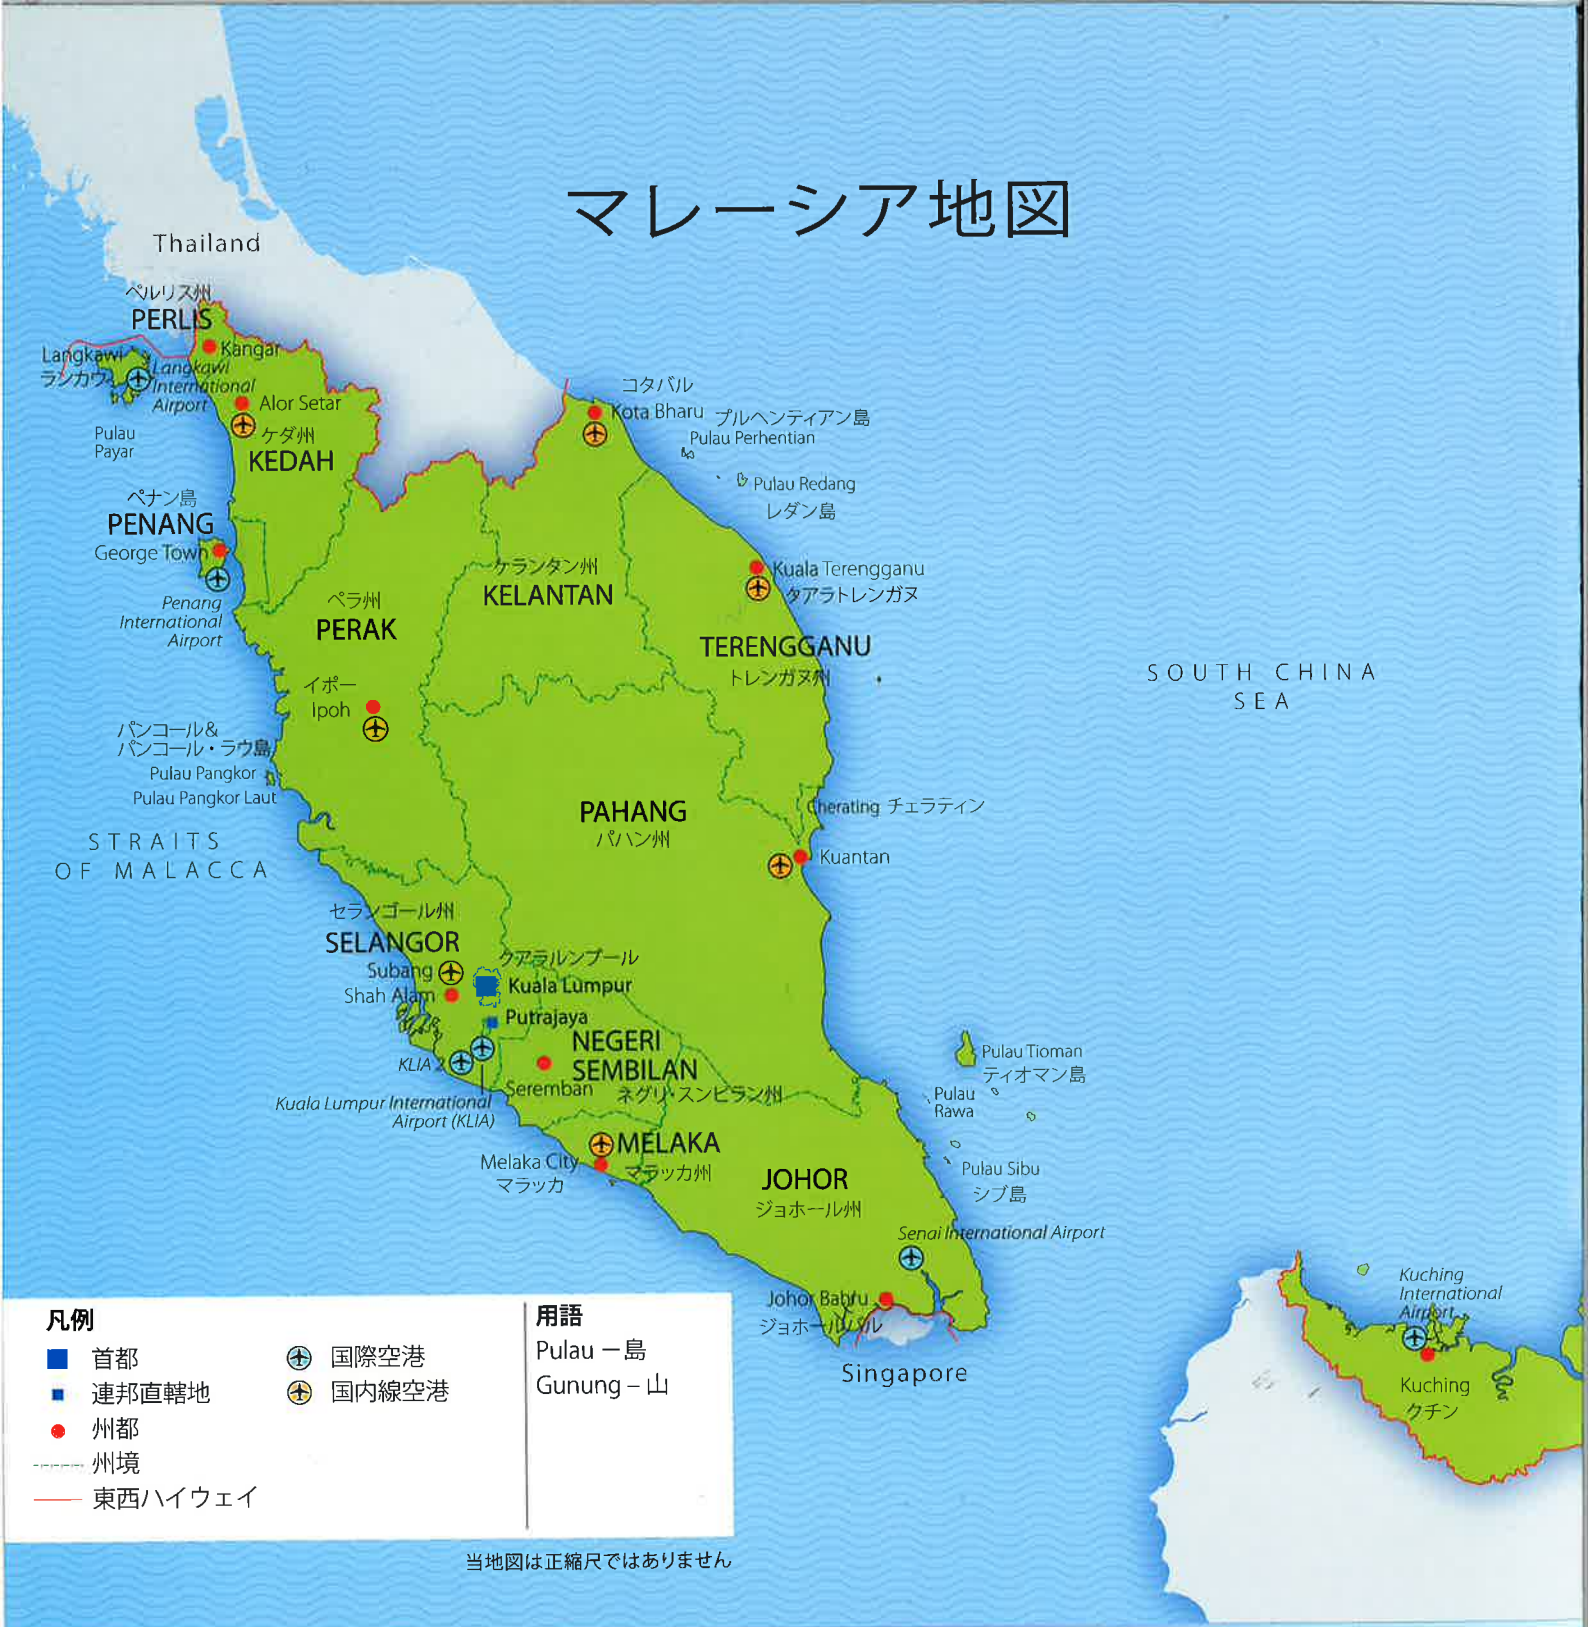 マレーシア地図
Thailand
ペルリス州
PERLIS
Kangar
Langkawi
ランカウ
Langkawi
International
Airport
Alor Setar
ケダ州
KEDAH
Pulau
Payar
コタバル
Kota Bharu
プルヘンティアン島
Pulau Perhentian
Pulau Redang
レダン島
ペナン島
PENANG
George Town
Penang
International
Airport
ペラ州
PERAK
ケランタン州
KELANTAN
Kuala Terengganu
タアラトレンガヌ
TERENGGANU
トレンガヌ州
SOUTH CHINA
SEA
イポー
Ipoh
パンコール&
パンコール・ラウ島
Pulau Pangkor
Pulau Pangkor Laut
STRAITS
OF MALACCA
PAHANG
パハン州
Cherating チェラティン
Kuantan
セランゴール州
SELANGOR
Subang
Shah Alam
クアラルンプール
Kuala Lumpur
Putrajaya
KLIA 2
NEGERI
SEMBILAN
Seremban
ネグリ・スンビラン州
Kuala Lumpur International
Airport (KLIA)
Pulau Tioman
ティオマン島
Pulau
Rawa
MELAKA
Melaka City
マラッカ
マラッカ州
Pulau Sibu
シブ島
JOHOR
ジョホール州
Senai International Airport
Johor Bahru
ジョホールバル
Singapore
Kuching
International
Airport
Kuching
クチン
凡例
首都
連邦直轄地
州都
州境
東西ハイウェイ
国際空港
国内線空港
用語
Pulau ー島
Gunung – 山
当地図は正縮尺ではありません